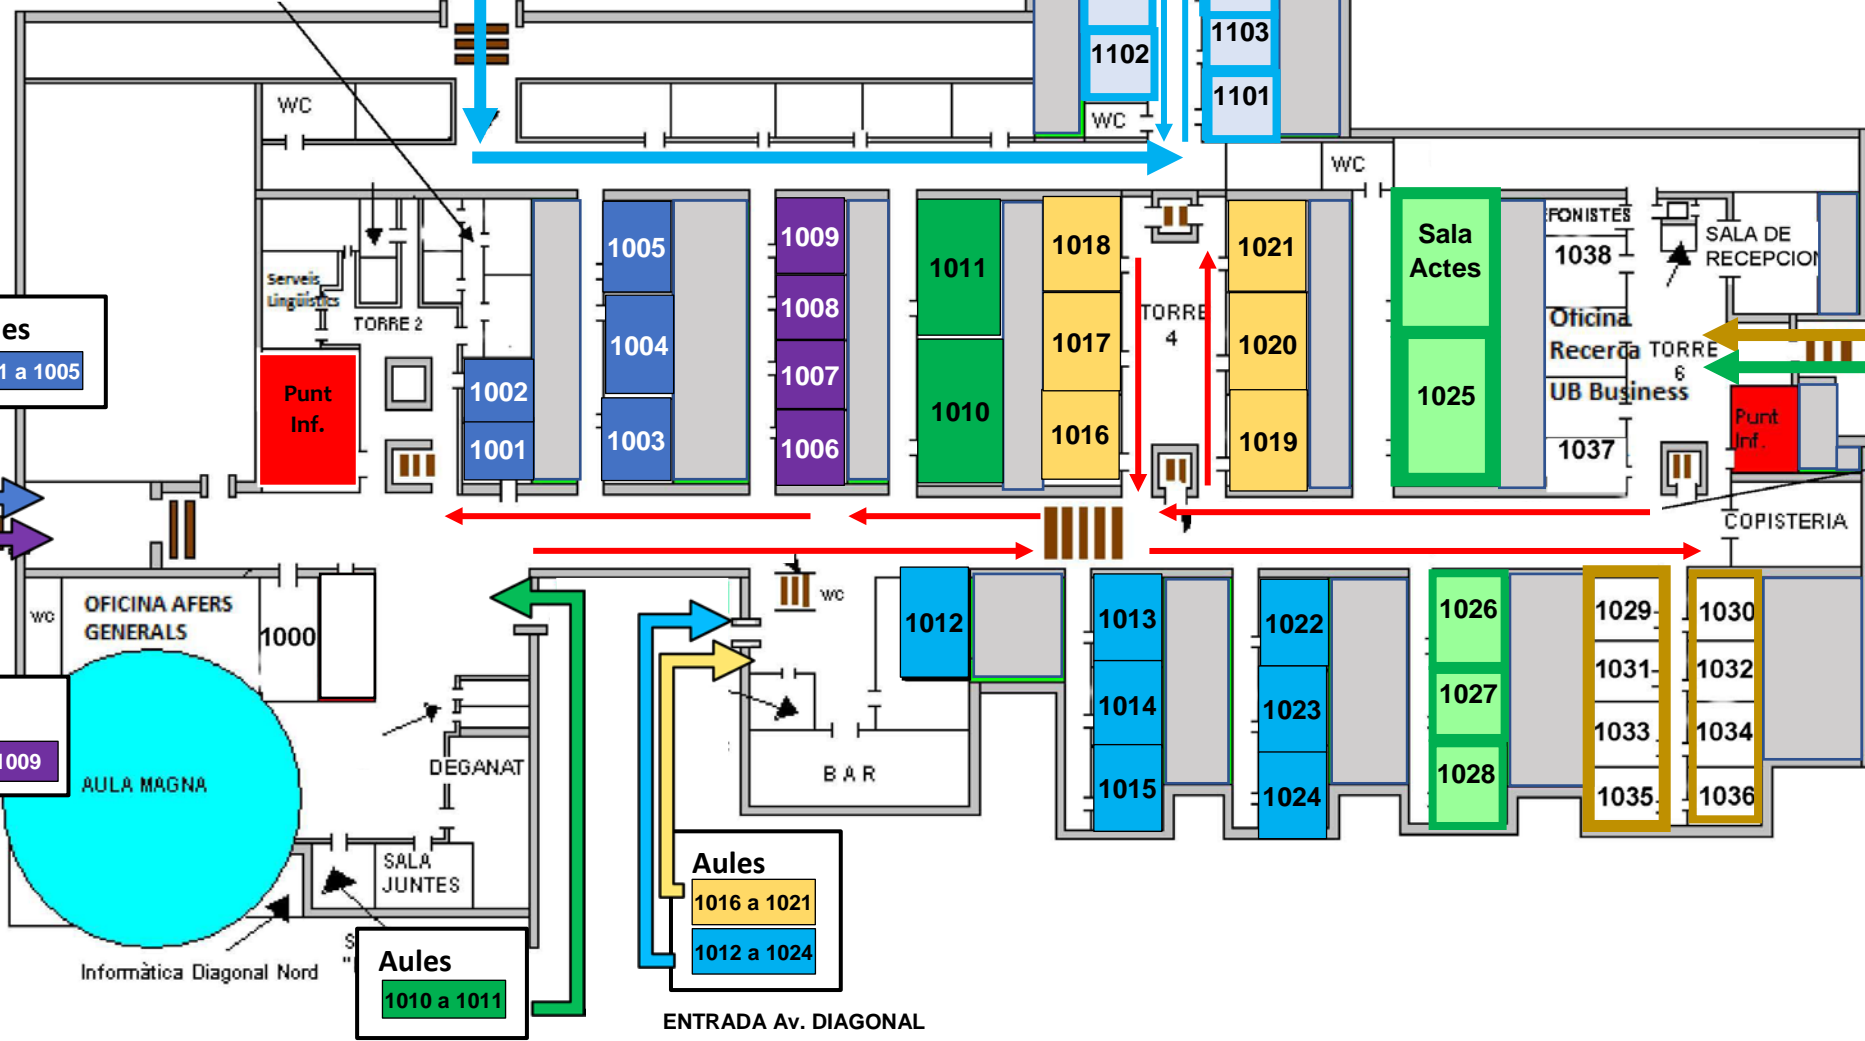 1103
1102
1101
WC
WC
WC
1005
1004
1003
1009
1008
1007
1006
1011
1010
1018
1017
1016
1021
1020
1019
Sala
Actes
1025
FONISTES
1038
SALA DE
RECEPCION
Serveis
Lingüistics
TORRE 2
TORRE
4
Oficina
Recerca
TORRE
6
UB Business
1037
es
1 a 1005
Punt
Inf.
1002
1001
Punt
Inf.
COPISTERIA
WC
OFICINA AFERS
GENERALS
1000
WC
1012
1013
1014
1015
1022
1023
1024
1026
1027
1028
1029
1031
1033
1035
1030
1032
1034
1036
1009
AULA MAGNA
DEGANAT
BAR
SALA
JUNTES
Aules
1016 a 1021
1012 a 1024
Informàtica Diagonal Nord
S
"
Aules
1010 a 1011
ENTRADA Av. DIAGONAL